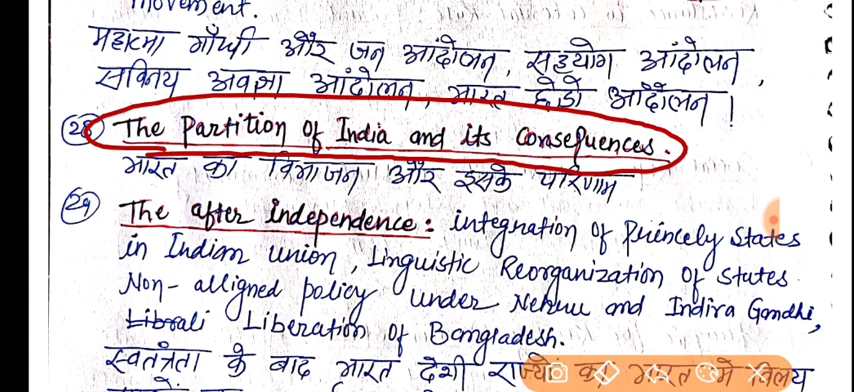 movement.
महात्मा गाँधी और जन आंदोलन, सहयोग आंदोलन,
सविनय अवज्ञा आंदोलन, भारत छोड़ो आंदोलन।
28 The Partition of India and its Consequences.
भारत का विभाजन और इसके परिणाम
29 The after independence: integration of Princely States
in Indian union, Linguistic Reorganization of States
Non-alligned policy under Nehru and Indira Gandhi,
Liberation of Bangladesh.
स्वतंत्रता के बाद भारत देशी राज्यों का भारत में विलय